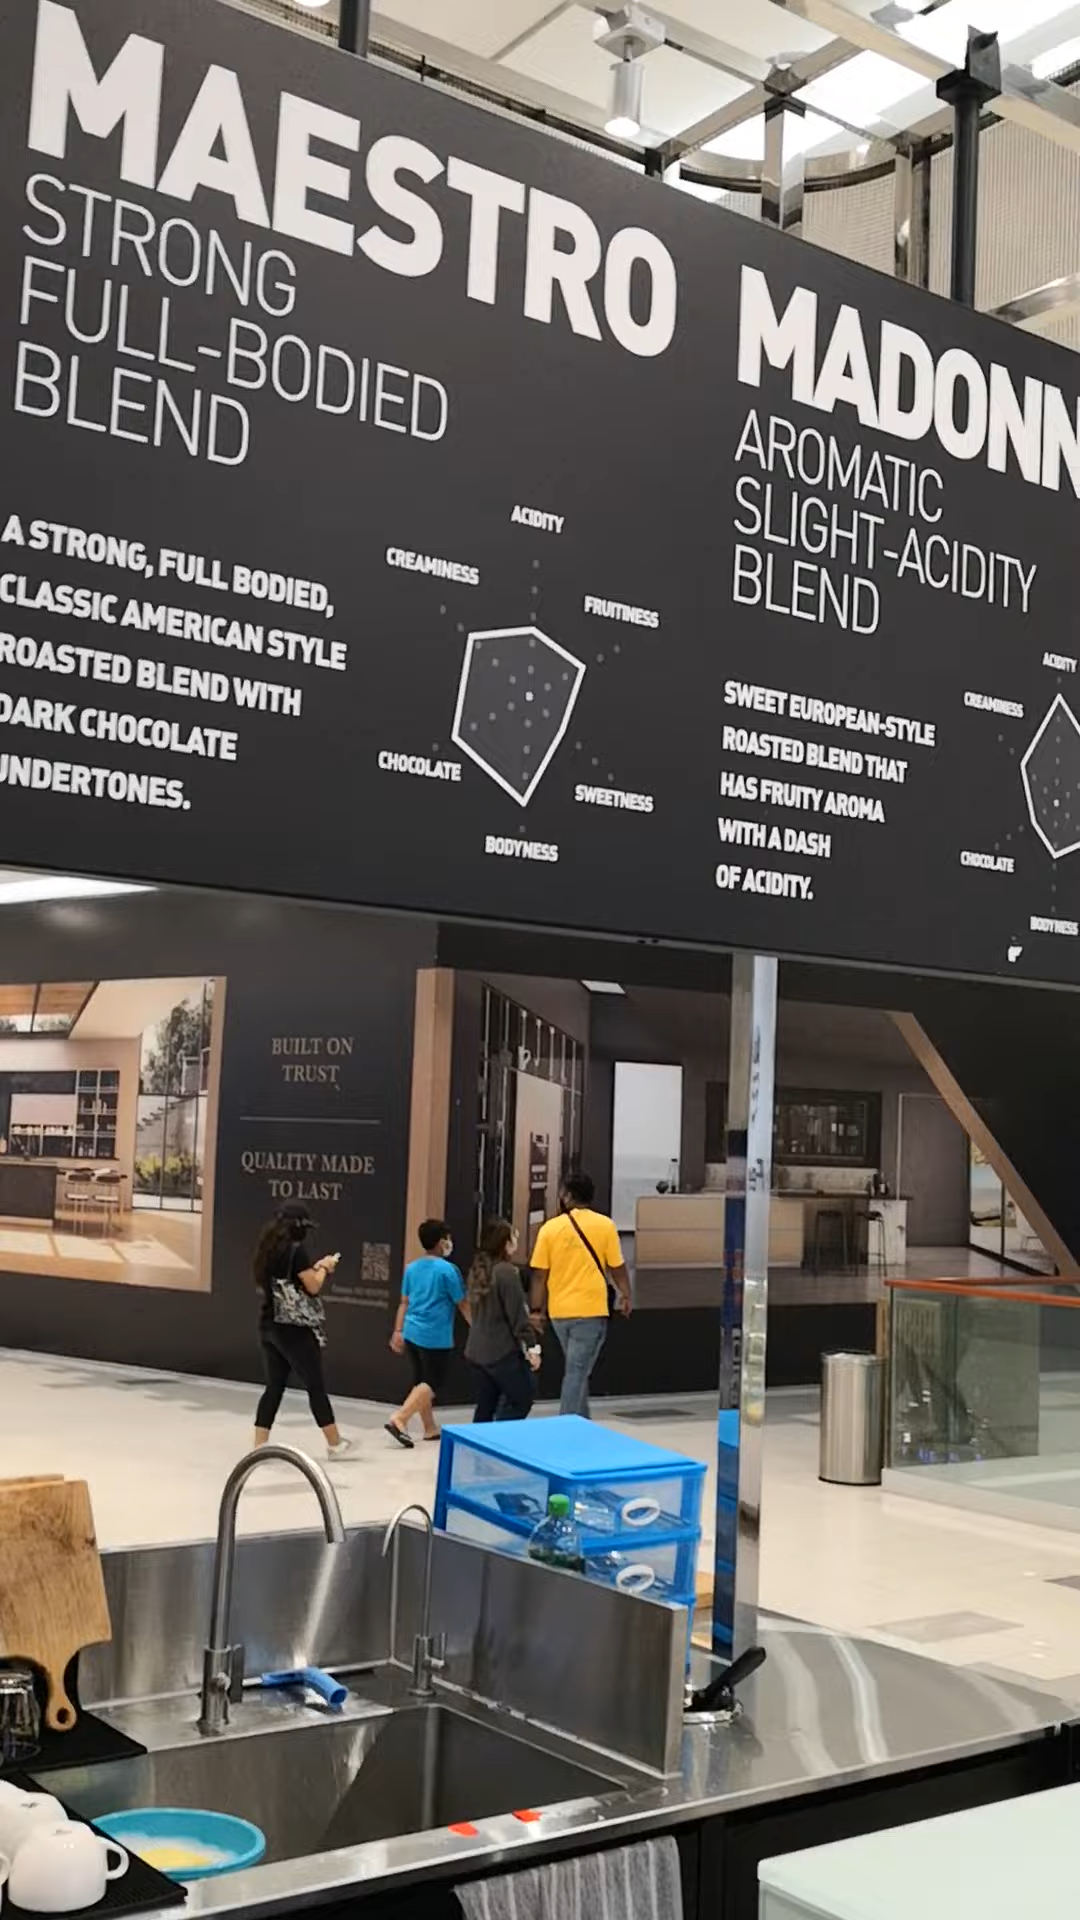 MAESTRO
STRONG
FULL-BODIED
BLEND
A STRONG, FULL BODIED,
CLASSIC AMERICAN STYLE
ROASTED BLEND WITH
DARK CHOCOLATE
UNDERTONES.
ACIDITY
CREAMINESS
FRUITINESS
CHOCOLATE
SWEETNESS
BODYNESS
MADONN
AROMATIC
SLIGHT-ACIDITY
BLEND
SWEET EUROPEAN-STYLE
ROASTED BLEND THAT
HAS FRUITY AROMA
WITH A DASH
OF ACIDITY.
ACIDITY
CREAMINESS
CHOCOLATE
BODYNESS
BUILT ON
TRUST
QUALITY MADE
TO LAST